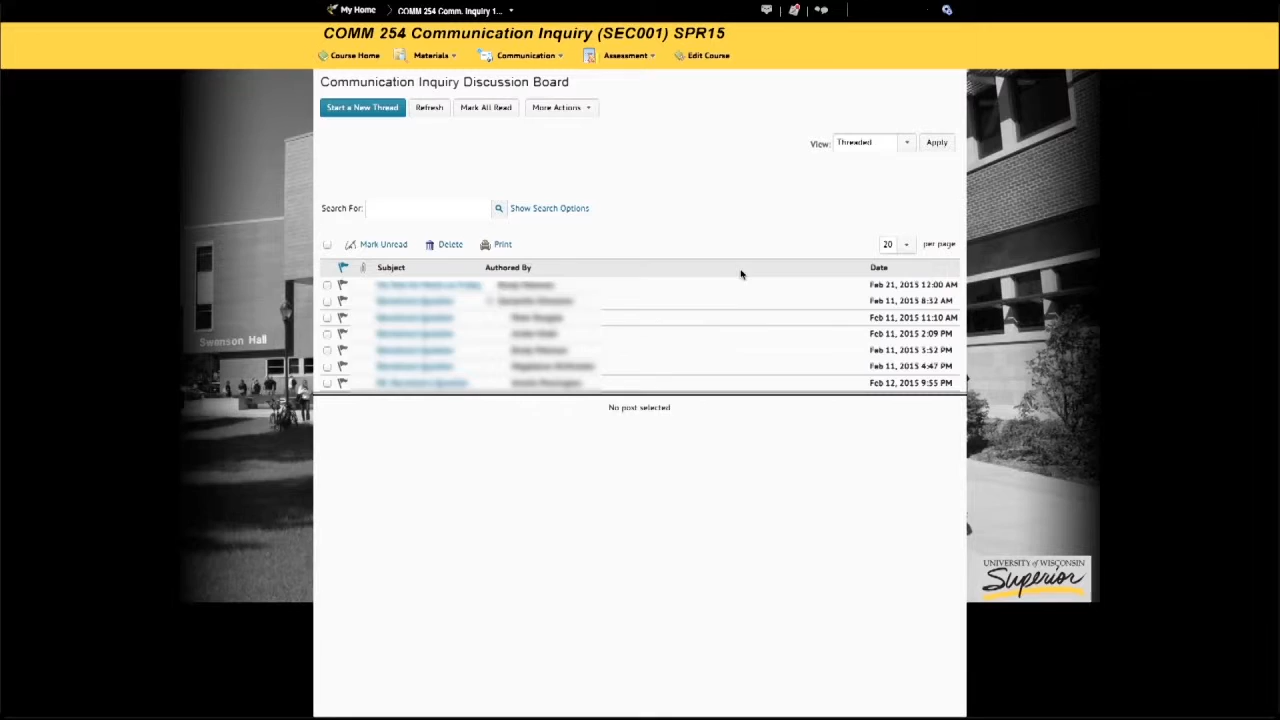 My Home
COMM 254 Comm. Inquiry 1...
COMM 254 Communication Inquiry (SEC001) SPR15
Course Home Materials Communication Assessment Edit Course
Communication Inquiry Discussion Board
Start a New Thread Refresh Mark All Read More Actions
View: Threaded Apply
Search For: Show Search Options
Mark Unread Delete Print 20 per page
Subject Authored By Date
Feb 21, 2015 12:00 AM
Feb 11, 2015 8:32 AM
Feb 11, 2015 11:10 AM
Feb 11, 2015 2:09 PM
Feb 11, 2015 3:52 PM
Feb 11, 2015 4:47 PM
Feb 12, 2015 9:55 PM
No post selected
Swenson Hall
UNIVERSITY of WISCONSIN
Superior